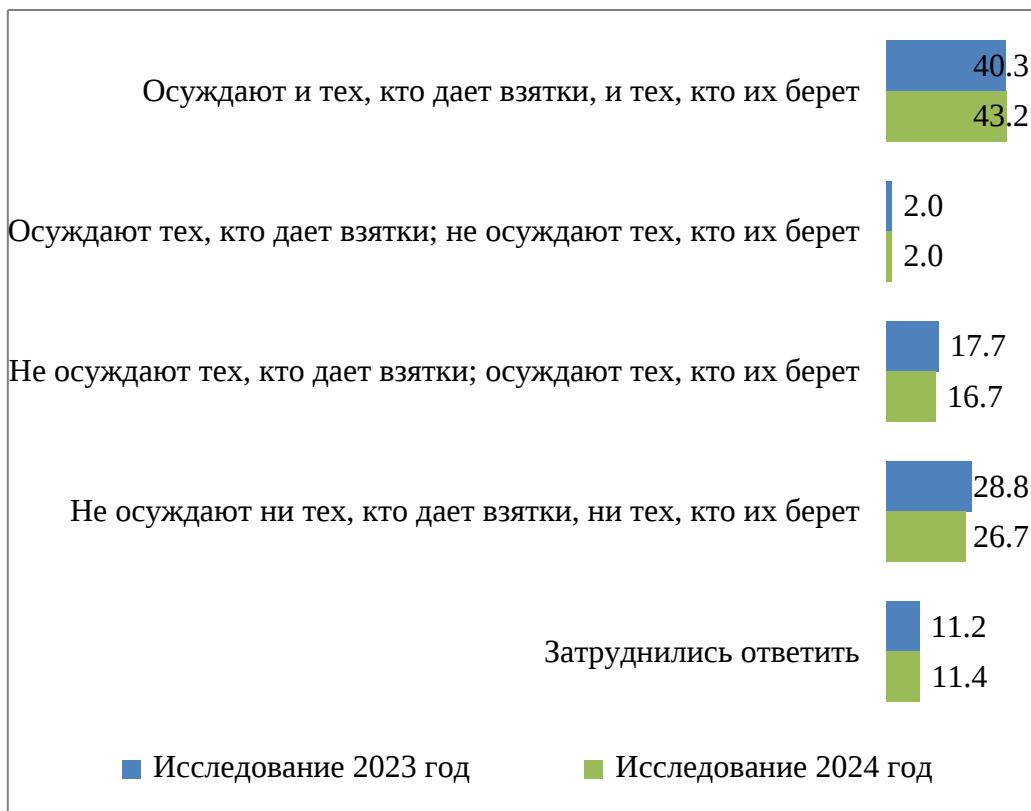 Осуждают и тех, кто дает взятки, и тех, кто их берет
40.3
43.2
Осуждают тех, кто дает взятки; не осуждают тех, кто их берет
2.0
2.0
Не осуждают тех, кто дает взятки; осуждают тех, кто их берет
17.7
16.7
Не осуждают ни тех, кто дает взятки, ни тех, кто их берет
28.8
26.7
Затруднились ответить
11.2
11.4
Исследование 2023 год
Исследование 2024 год